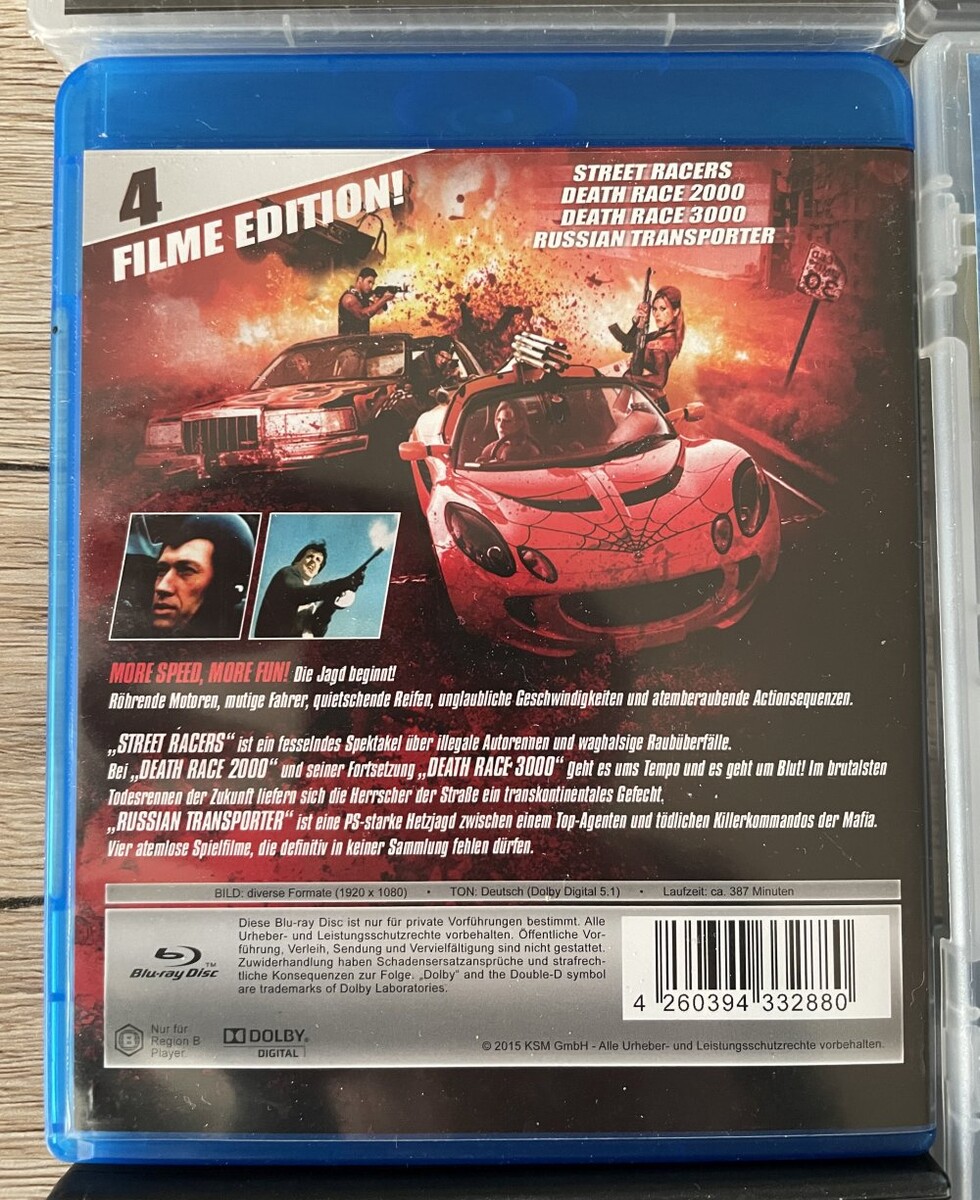 4
FILME EDITION!
STREET RACERS
DEATH RACE 2000
DEATH RACE 3000
RUSSIAN TRANSPORTER
MORE SPEED, MORE FUN! Die Jagd beginnt!
Röhrende Motoren, mutige Fahrer, quietschende Reifen, unglaubliche Geschwindigkeiten und atemberaubende Actionsequenzen.
„STREET RACERS“ ist ein fesselndes Spektakel über illegale Autorennen und waghalsige Raubüberfälle.
Bei „DEATH RACE 2000“ und seiner Fortsetzung „DEATH RACE 3000“ geht es ums Tempo und es geht um Blut! Im brutalsten
Todesrennen der Zukunft liefern sich die Herrscher der Straße ein transkontinentales Gefecht.
„RUSSIAN TRANSPORTER“ ist eine PS-starke Hetzjagd zwischen einem Top-Agenten und tödlichen Killerkommandos der Mafia.
Vier atemlose Spielfilme, die definitiv in keiner Sammlung fehlen dürfen.
BILD: diverse Formate (1920 x 1080) • TON: Deutsch (Dolby Digital 5.1) • Laufzeit: ca. 387 Minuten
Blu-ray Disc™
Diese Blu-ray Disc ist nur für private Vorführungen bestimmt. Alle
Urheber- und Leistungsschutzrechte vorbehalten. Öffentliche Vor-
führung, Verleih, Sendung und Vervielfältigung sind nicht gestattet.
Zuwiderhandlung haben Schadensersatzansprüche und strafrech-
tliche Konsequenzen zur Folge. „Dolby“ and the Double-D symbol
are trademarks of Dolby Laboratories.
4 260394 332880
B
Nur für
Region B
Player.
DOLBY®
DIGITAL
© 2015 KSM GmbH - Alle Urheber- und Leistungsschutzrechte vorbehalten.